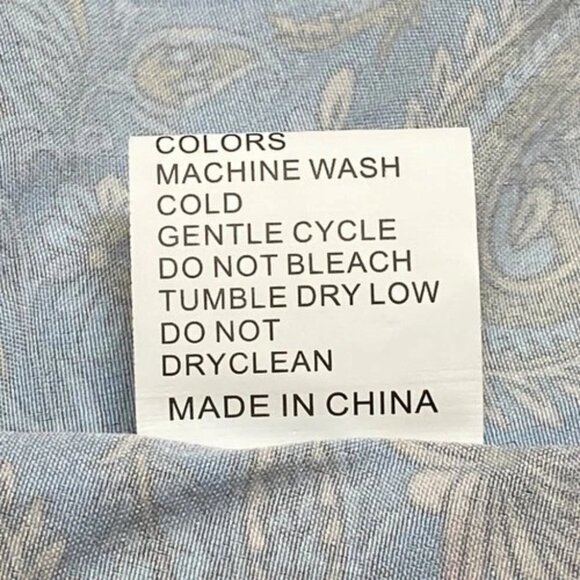 COLORS
MACHINE WASH
COLD
GENTLE CYCLE
DO NOT BLEACH
TUMBLE DRY LOW
DO NOT
DRYCLEAN
MADE IN CHINA